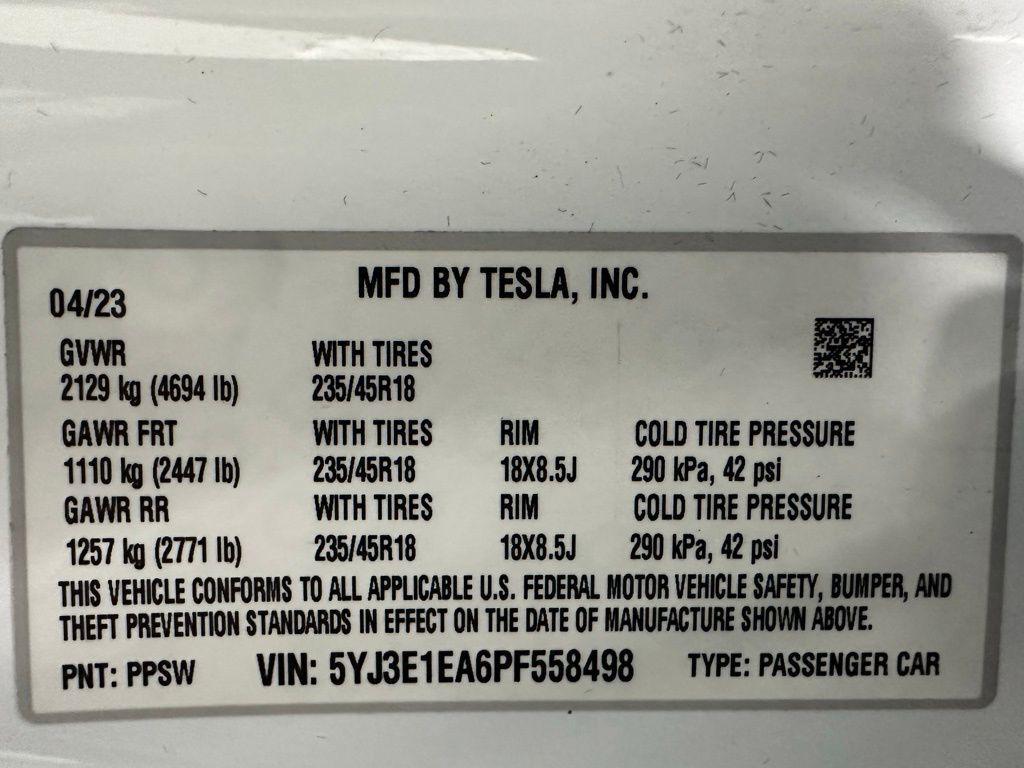 MFD BY TESLA, INC.
04/23
GVWR WITH TIRES
2129 kg (4694 lb) 235/45R18
GAWR FRT WITH TIRES RIM COLD TIRE PRESSURE
1110 kg (2447 lb) 235/45R18 18X8.5J 290 kPa, 42 psi
GAWR RR WITH TIRES RIM COLD TIRE PRESSURE
1257 kg (2771 lb) 235/45R18 18X8.5J 290 kPa, 42 psi
THIS VEHICLE CONFORMS TO ALL APPLICABLE U.S. FEDERAL MOTOR VEHICLE SAFETY, BUMPER, AND
THEFT PREVENTION STANDARDS IN EFFECT ON THE DATE OF MANUFACTURE SHOWN ABOVE.
PNT: PPSW VIN: 5YJ3E1EA6PF558498 TYPE: PASSENGER CAR